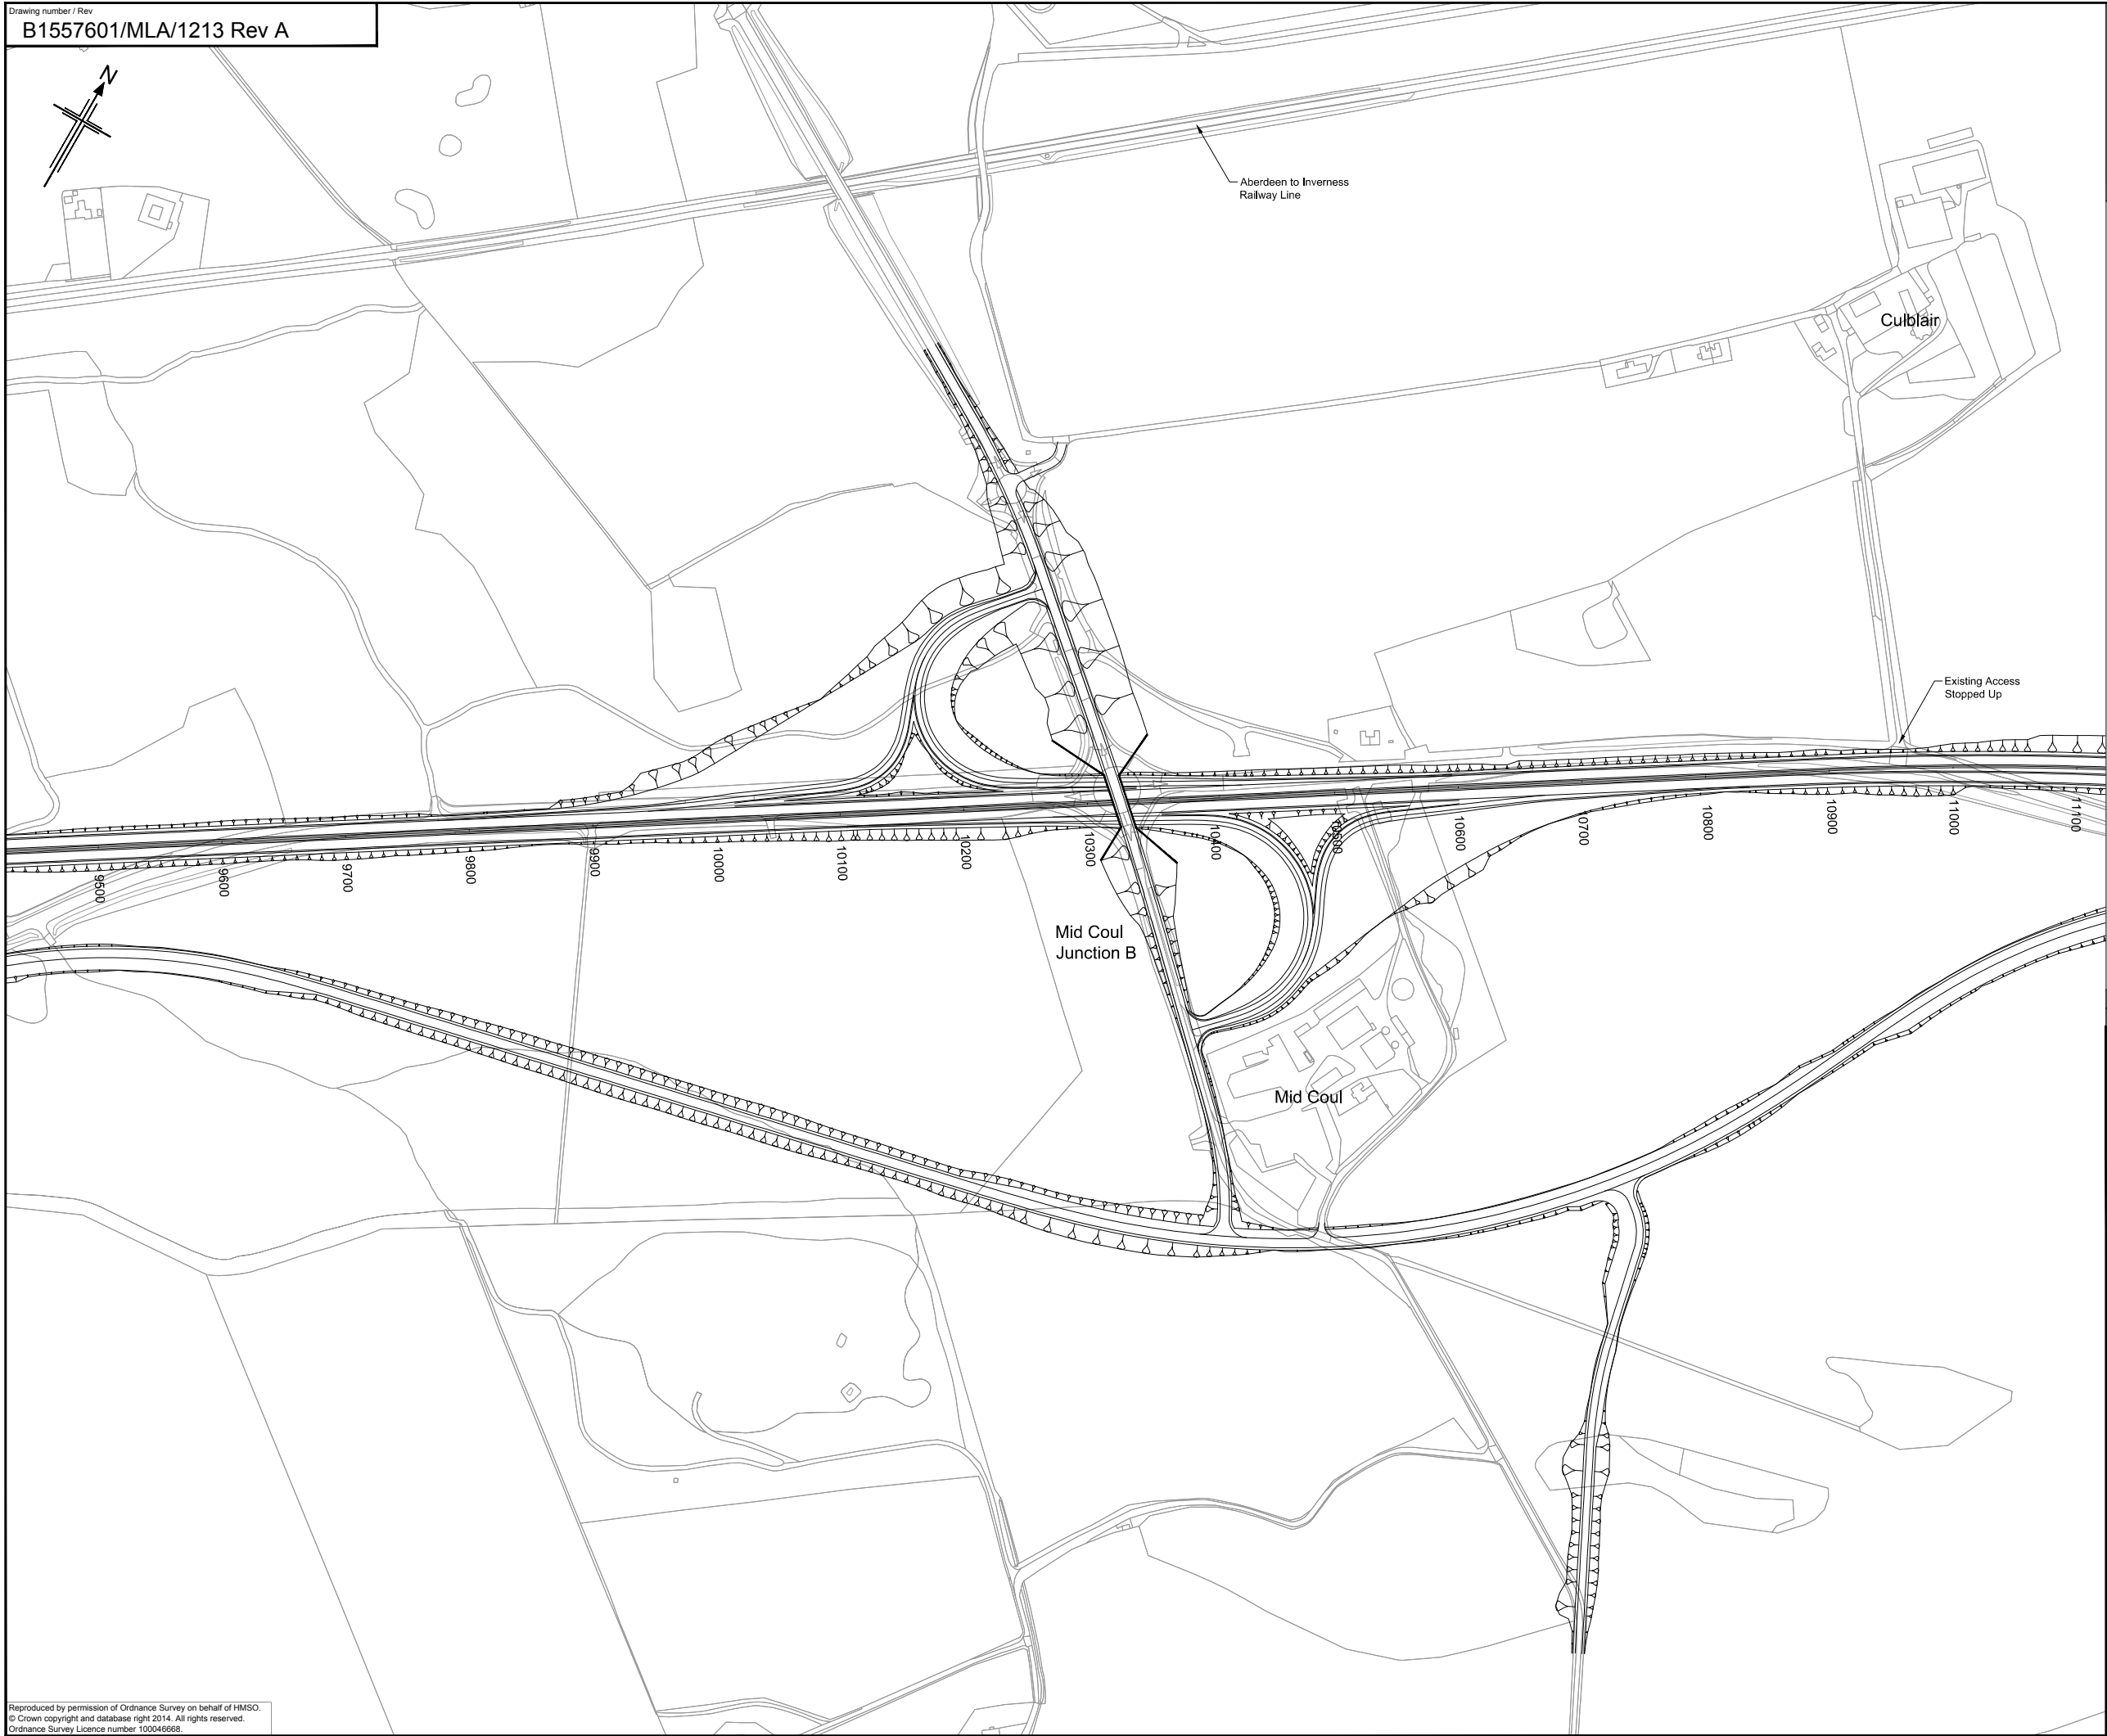 Drawing number / Rev
B1557601/MLA/1213 Rev A
N
Aberdeen to Inverness
Railway Line
Culblair
Existing Access
Stopped Up
9500
9600
9700
9800
9900
10000
10100
10200
10300
10400
10500
10600
10700
10800
10900
11000
11100
Mid Coul
Junction B
Mid Coul
Reproduced by permission of Ordnance Survey on behalf of HMSO.
© Crown copyright and database right 2014. All rights reserved.
Ordnance Survey Licence number 100046668.